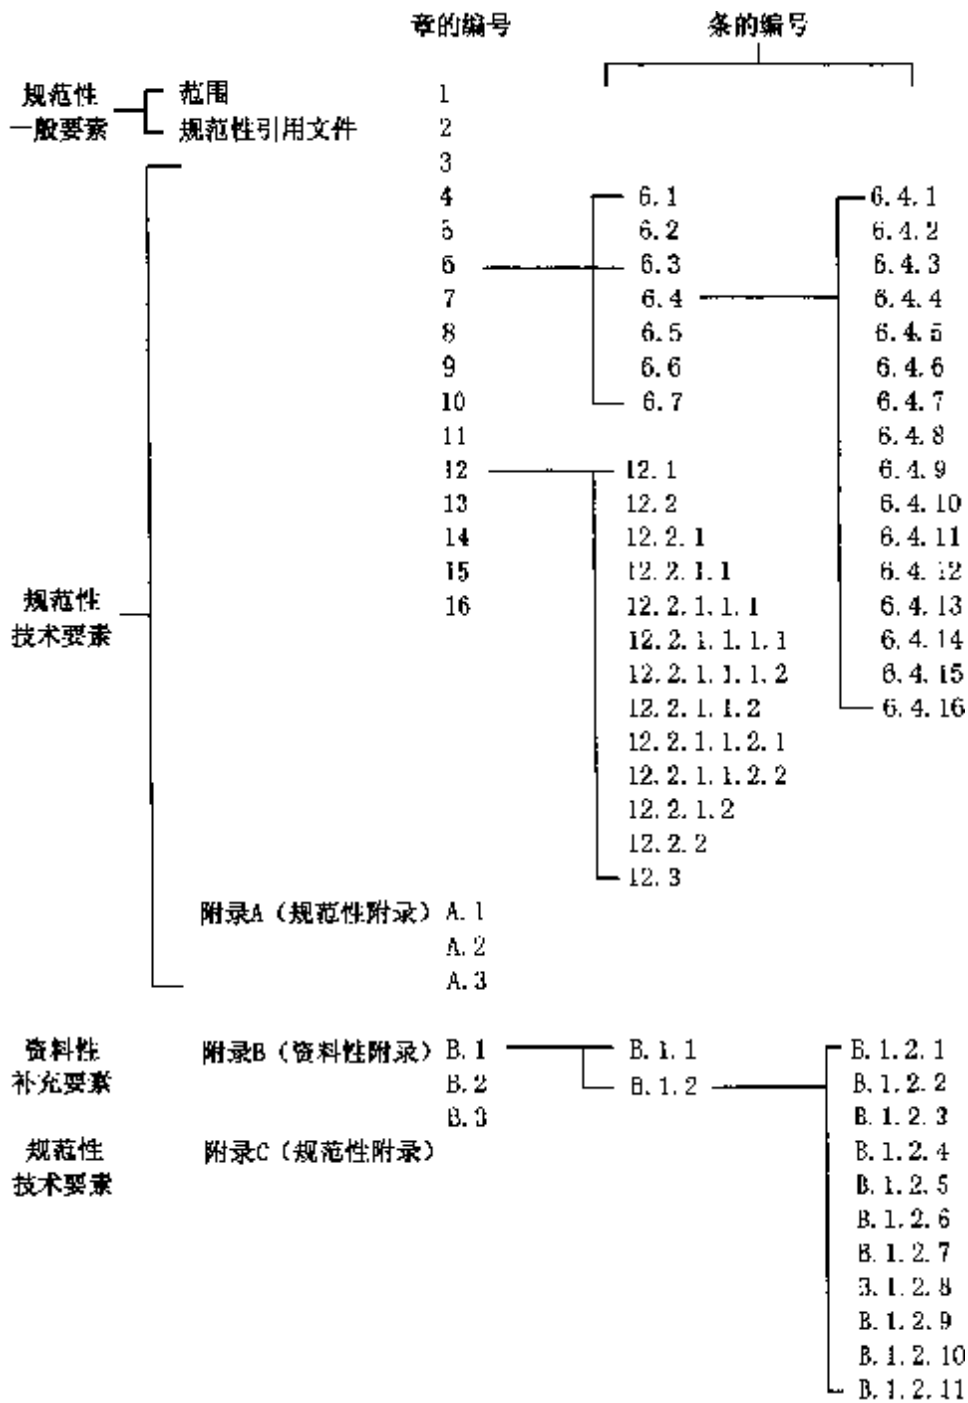 章的编号 条的编号
规范性 范围 1
一般要素 规范性引用文件 2
3
4 6.1 6.4.1
5 6.2 6.4.2
6 6.3 6.4.3
7 6.4 6.4.4
8 6.5 6.4.5
9 6.6 6.4.6
10 6.7 6.4.7
11 6.4.8
12 12.1 6.4.9
13 12.2 6.4.10
14 12.2.1 6.4.11
15 12.2.1.1 6.4.12
规范性 16 12.2.1.1.1 6.4.13
技术要素 12.2.1.1.1.1 6.4.14
12.2.1.1.1.2 6.4.15
12.2.1.1.2 6.4.16
12.2.1.1.2.1
12.2.1.1.2.2
12.2.1.2
12.2.2
12.3
附录A（规范性附录） A.1
A.2
A.3
资料性 附录B（资料性附录） B.1 B.1.1 B.1.2.1
补充要素 B.2 B.1.2 B.1.2.2
B.3 B.1.2.3
规范性 附录C（规范性附录） B.1.2.4
技术要素 B.1.2.5
B.1.2.6
B.1.2.7
B.1.2.8
B.1.2.9
B.1.2.10
B.1.2.11